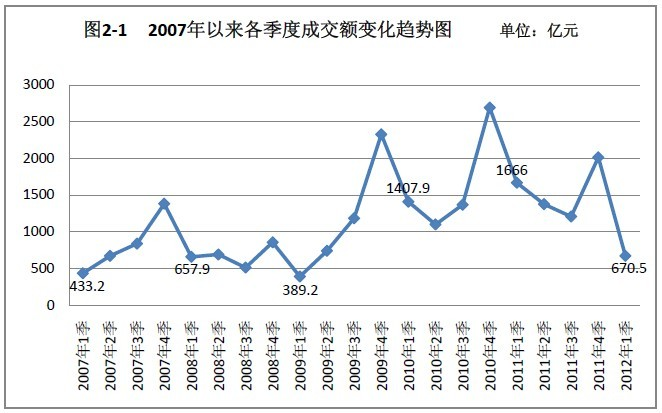 图2-1 2007年以来各季度成交额变化趋势图 单位：亿元
3000
2500
2000
1500
1000
500
0
433.2
657.9
389.2
1407.9
1666
670.5
2007年1季
2007年2季
2007年3季
2007年4季
2008年1季
2008年2季
2008年3季
2008年4季
2009年1季
2009年2季
2009年3季
2009年4季
2010年1季
2010年2季
2010年3季
2010年4季
2011年1季
2011年2季
2011年3季
2011年4季
2012年1季